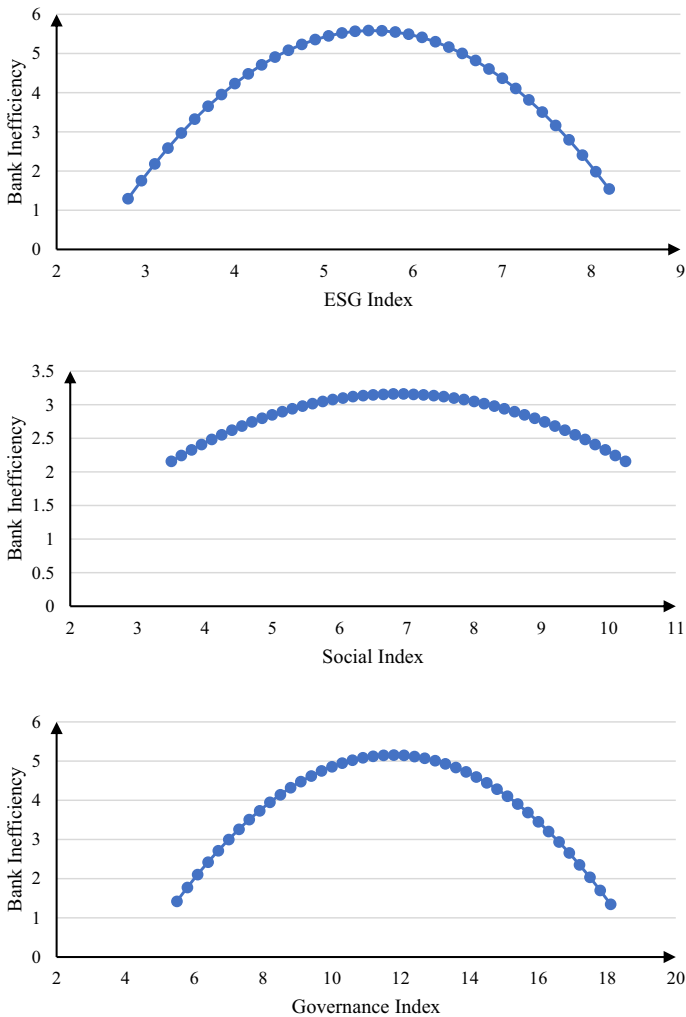 6
5
4
3
2
1
0
Bank Inefficiency
2 3 4 5 6 7 8 9
ESG Index
3.5
3
2.5
2
1.5
1
0.5
0
Bank Inefficiency
2 3 4 5 6 7 8 9 10 11
Social Index
6
5
4
3
2
1
0
Bank Inefficiency
2 4 6 8 10 12 14 16 18 20
Governance Index